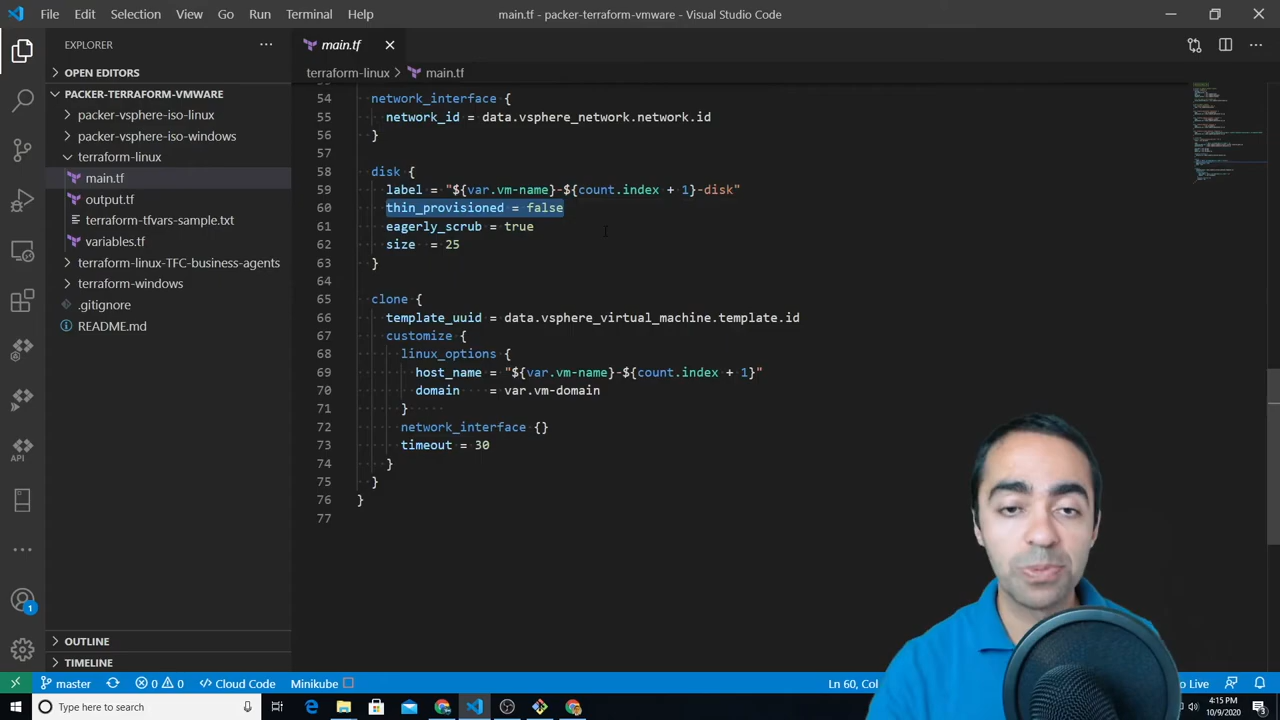 File Edit Selection View Go Run Terminal Help
main.tf - packer-terraform-vmware - Visual Studio Code
EXPLORER
OPEN EDITORS
PACKER-TERRAFORM-VMWARE
packer-vsphere-iso-linux
packer-vsphere-iso-windows
terraform-linux
main.tf
output.tf
terraform-tfvars-sample.txt
variables.tf
terraform-linux-TFC-business-agents
terraform-windows
.gitignore
README.md
OUTLINE
TIMELINE
API
1
main.tf
terraform-linux > main.tf
54 network_interface {
55 network_id = data.vsphere_network.network.id
56 }
57
58 disk {
59 label = "${var.vm-name}-${count.index + 1}-disk"
60 thin_provisioned = false
61 eagerly_scrub = true
62 size = 25
63 }
64
65 clone {
66 template_uuid = data.vsphere_virtual_machine.template.id
67 customize {
68 linux_options {
69 host_name = "${var.vm-name}-${count.index + 1}"
70 domain = var.vm-domain
71 }
72 network_interface {}
73 timeout = 30
74 }
75 }
76 }
77
master 0 0 Cloud Code Minikube Ln 60, Live
Type here to search
4:15 PM
10/9/2020